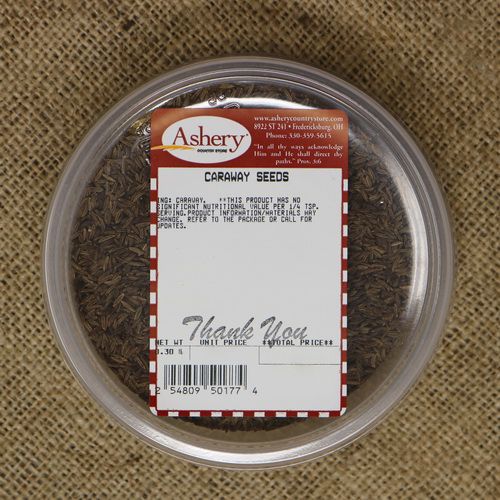 Ashery
COUNTRY STORE
www.asherycountrystore.com
8922 ST 241 • Fredericksburg, OH
Phone: 330-359-5615
"In all thy ways acknowledge
Him and He shall direct thy
paths." Prov. 3:6
CARAWAY SEEDS
ING: CARAWAY. **THIS PRODUCT HAS NO
SIGNIFICANT NUTRITIONAL VALUE PER 1/4 TSP.
SERVING.PRODUCT INFORMATION/MATERIALS MAY
CHANGE. REFER TO THE PACKAGE OR CALL FOR
UPDATES.
Thank You
NET WT UNIT PRICE **TOTAL PRICE**
0.30
2 54809 50177 4